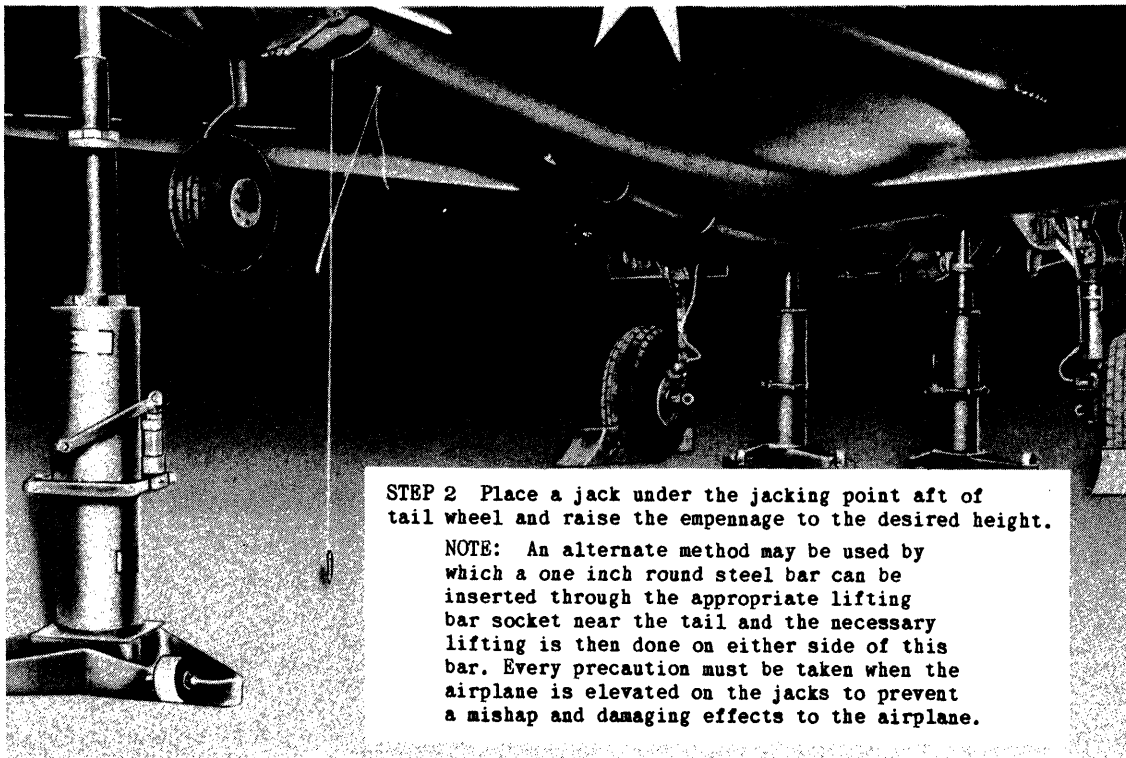 STEP 2 Place a jack under the jacking point aft of
tail wheel and raise the empennage to the desired height.
NOTE: An alternate method may be used by
which a one inch round steel bar can be
inserted through the appropriate lifting
bar socket near the tail and the necessary
lifting is then done on either side of this
bar. Every precaution must be taken when the
airplane is elevated on the jacks to prevent
a mishap and damaging effects to the airplane.